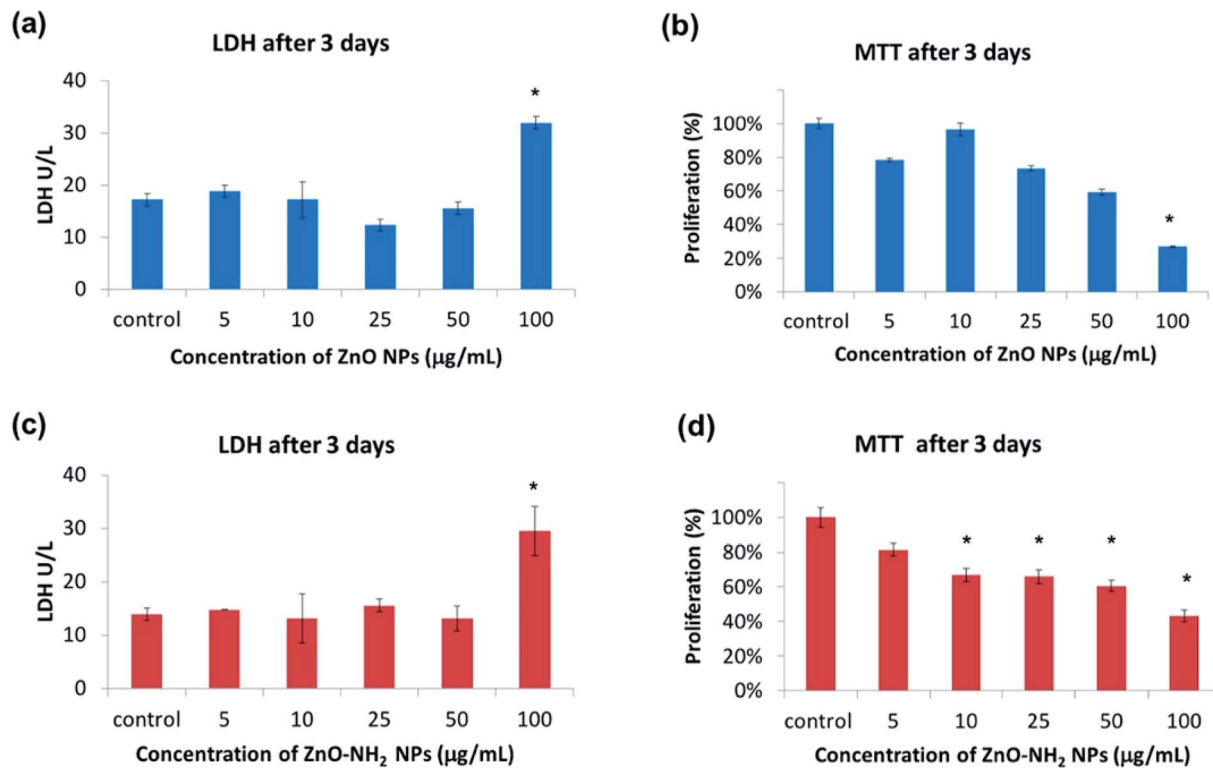 (a)
LDH after 3 days
LDH U/L
40
30
20
10
0
*
control 5 10 25 50 100
Concentration of ZnO NPs (µg/mL)
(b)
MTT after 3 days
Proliferation (%)
100%
80%
60%
40%
20%
0%
*
control 5 10 25 50 100
Concentration of ZnO NPs (µg/mL)
(c)
LDH after 3 days
LDH U/L
40
30
20
10
0
*
control 5 10 25 50 100
Concentration of ZnO-NH₂ NPs (µg/mL)
(d)
MTT after 3 days
Proliferation (%)
100%
80%
60%
40%
20%
0%
* * * *
control 5 10 25 50 100
Concentration of ZnO-NH₂ NPs (µg/mL)